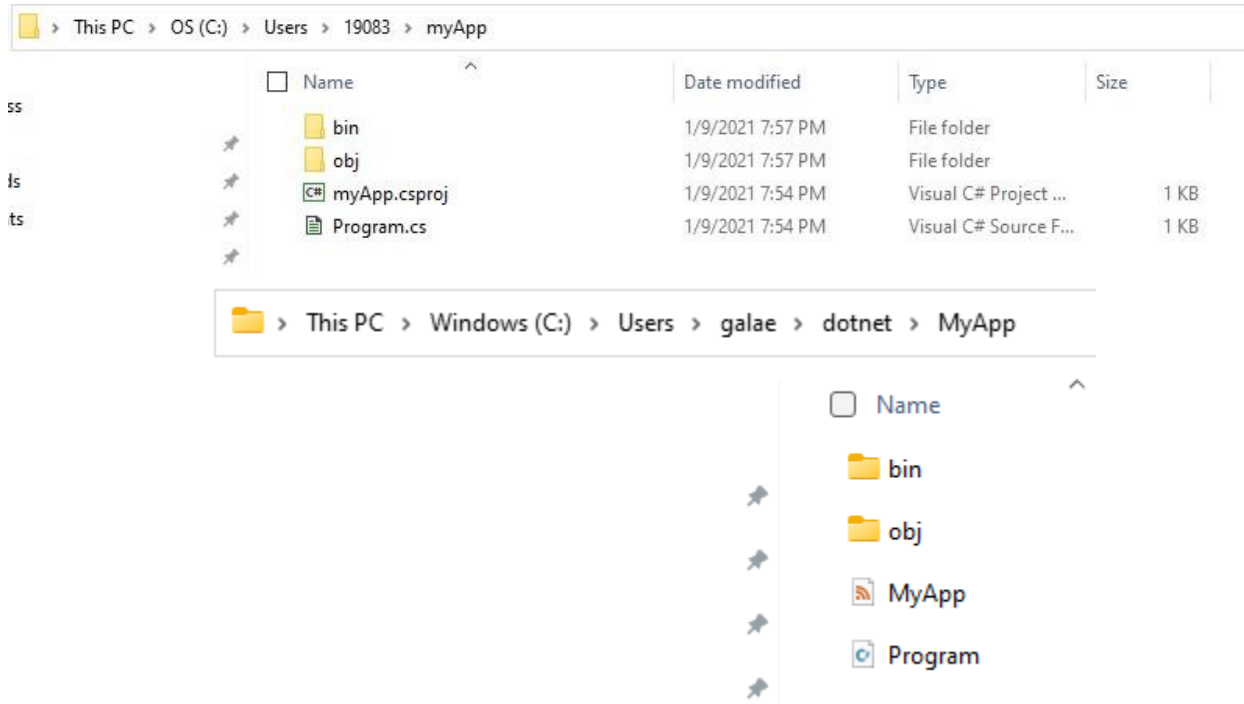 This PC > OS (C:) > Users > 19083 > myApp
Name Date modified Type Size
ss
bin 1/9/2021 7:57 PM File folder
obj 1/9/2021 7:57 PM File folder
ls
C# myApp.csproj 1/9/2021 7:54 PM Visual C# Project ... 1 KB
ts
Program.cs 1/9/2021 7:54 PM Visual C# Source F... 1 KB
> This PC > Windows (C:) > Users > galae > dotnet > MyApp
Name
bin
obj
MyApp
Program